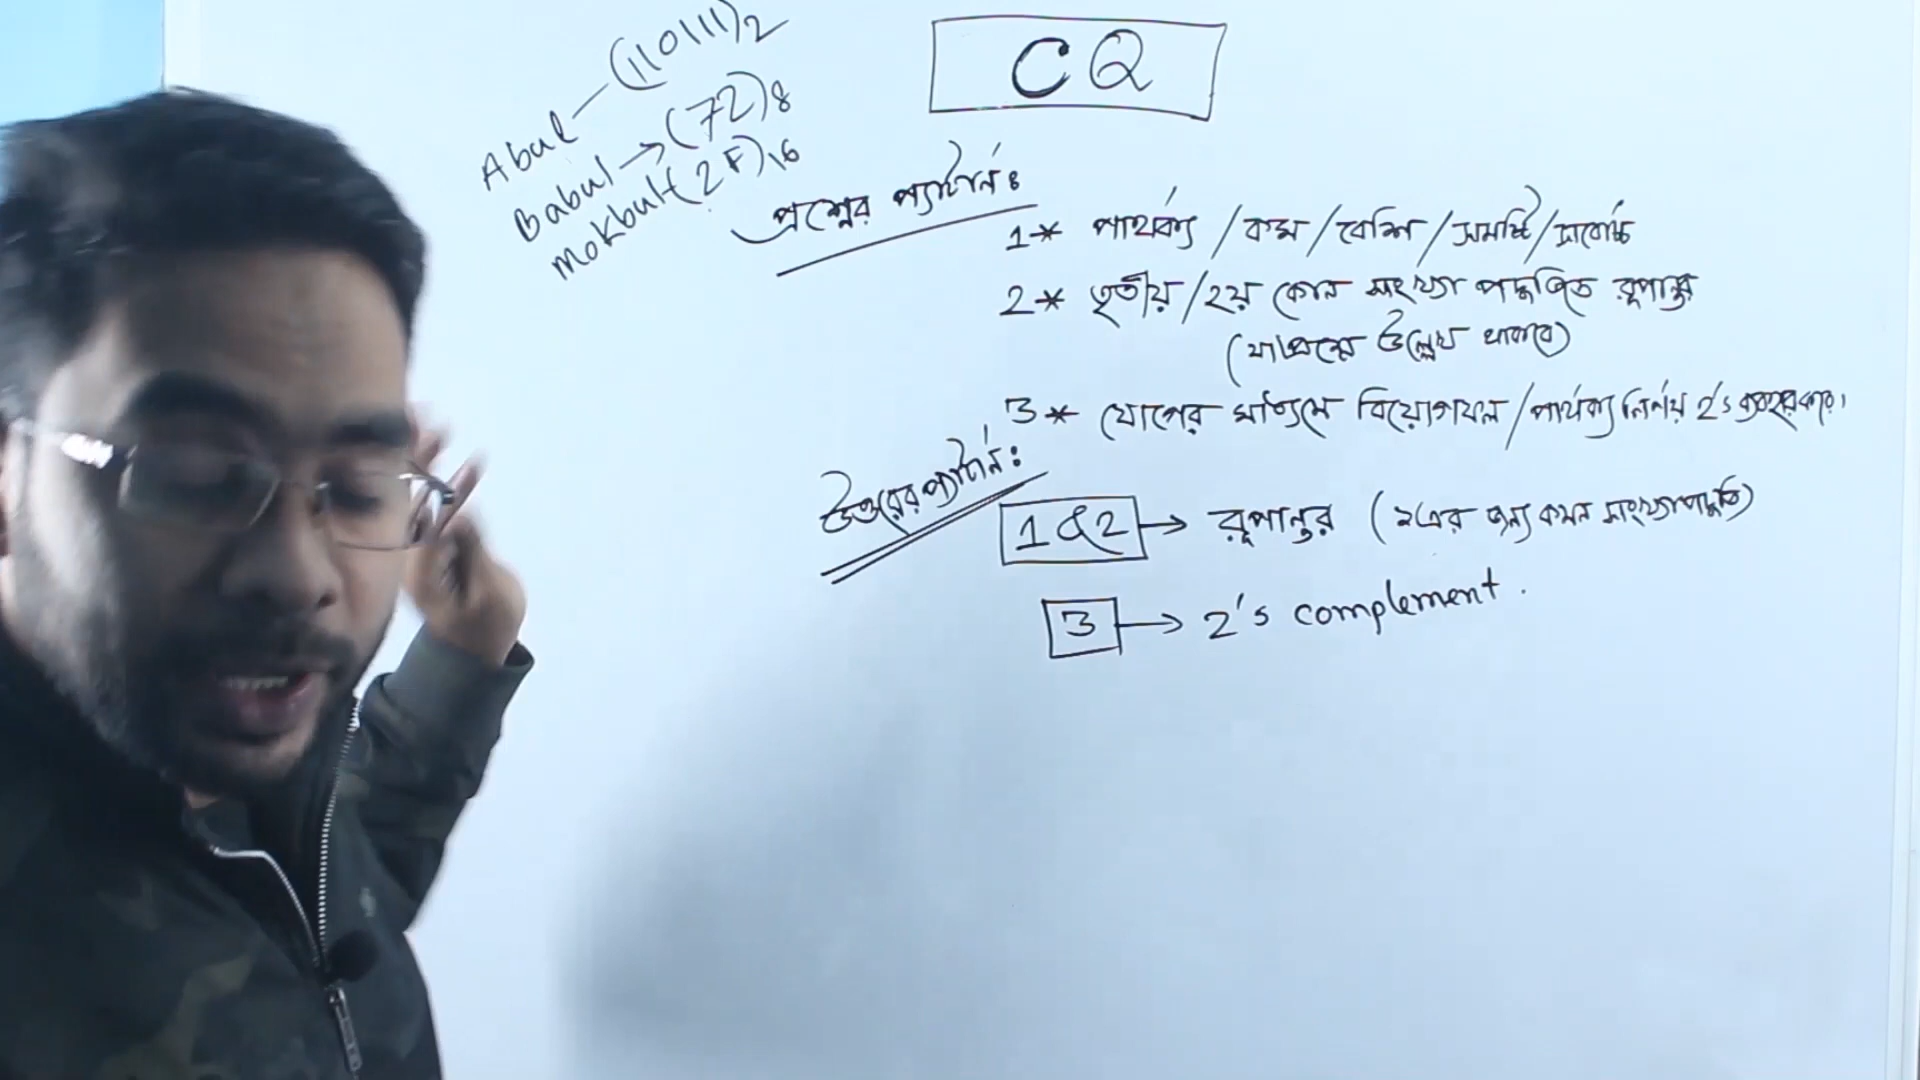 CQ
Abul — (110111)2
Babul → (72)8
Mokbul (2F)16
প্রশ্নের প্যাটার্ন:
1* পার্থক্য / কম / বেশি / সমষ্টি / সর্বোচ্চ
2* তৃতীয় / ২য় কোন সংখ্যা পদ্ধতিতে রূপান্তর
(যা প্রশ্নে উল্লেখ থাকবে)
3* যোগের মাধ্যমে বিয়োগফল / পার্থক্য নির্ণয় 2's ব্যবহার করে।
উত্তরের প্যাটার্ন:
1 & 2 → রূপান্তর ( ২এর জন্য কমন সংখ্যাপদ্ধতি)
3 → 2's complement.